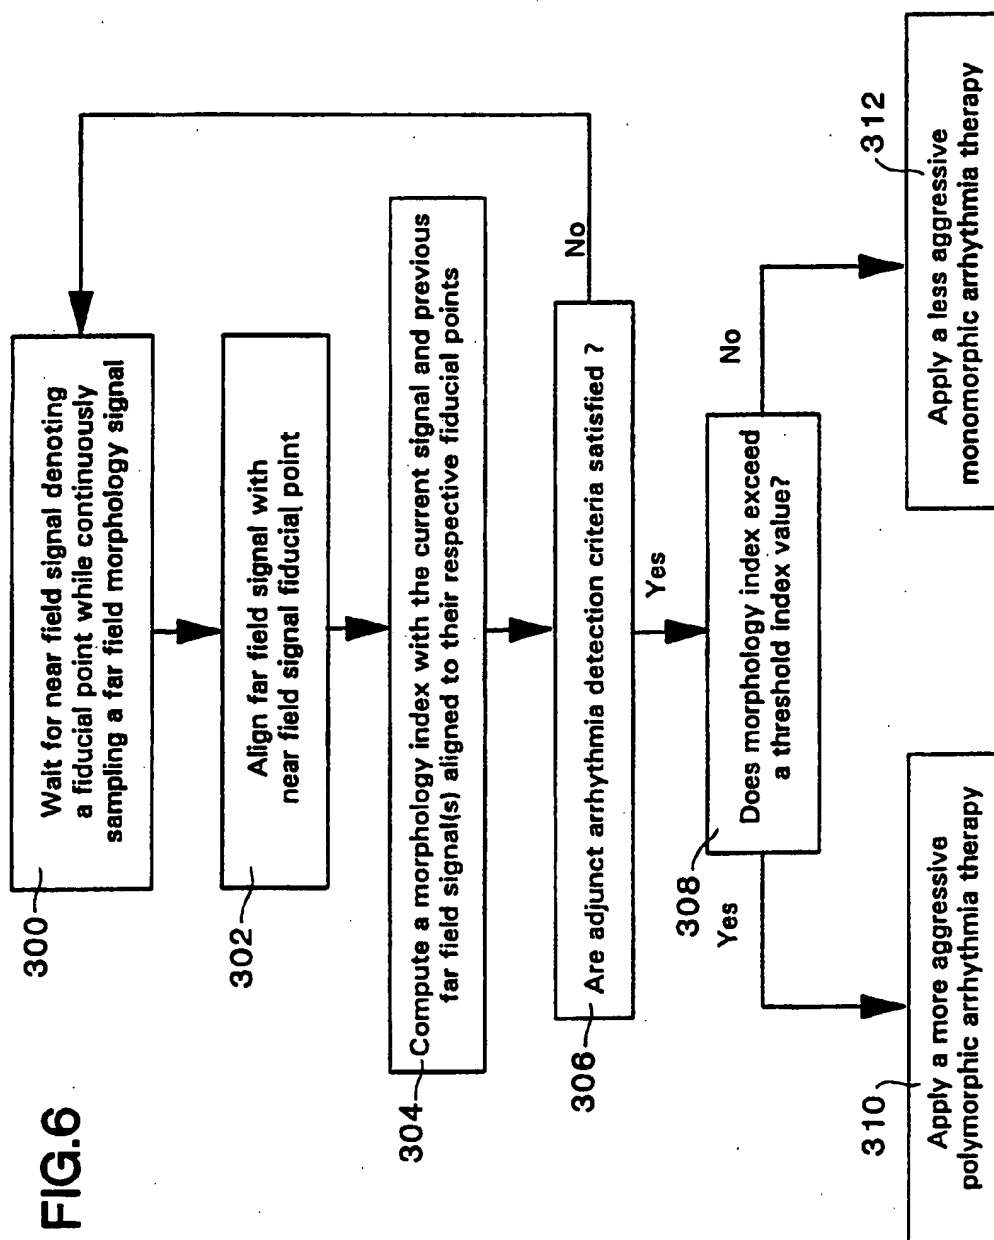 FIG.6
300
Wait for near field signal denoting
a fiducial point while continuously
sampling a far field morphology signal
302
Align far field signal with
near field signal fiducial point
304
Compute a morphology index with the current signal and previous
far field signal(s) aligned to their respective fiducial points
306
Are adjunct arrhythmia detection criteria satisfied ?
No
Yes
308
Does morphology index exceed
a threshold index value?
Yes
No
310
Apply a more aggressive
polymorphic arrhythmia therapy
312
Apply a less aggressive
monomorphic arrhythmia therapy